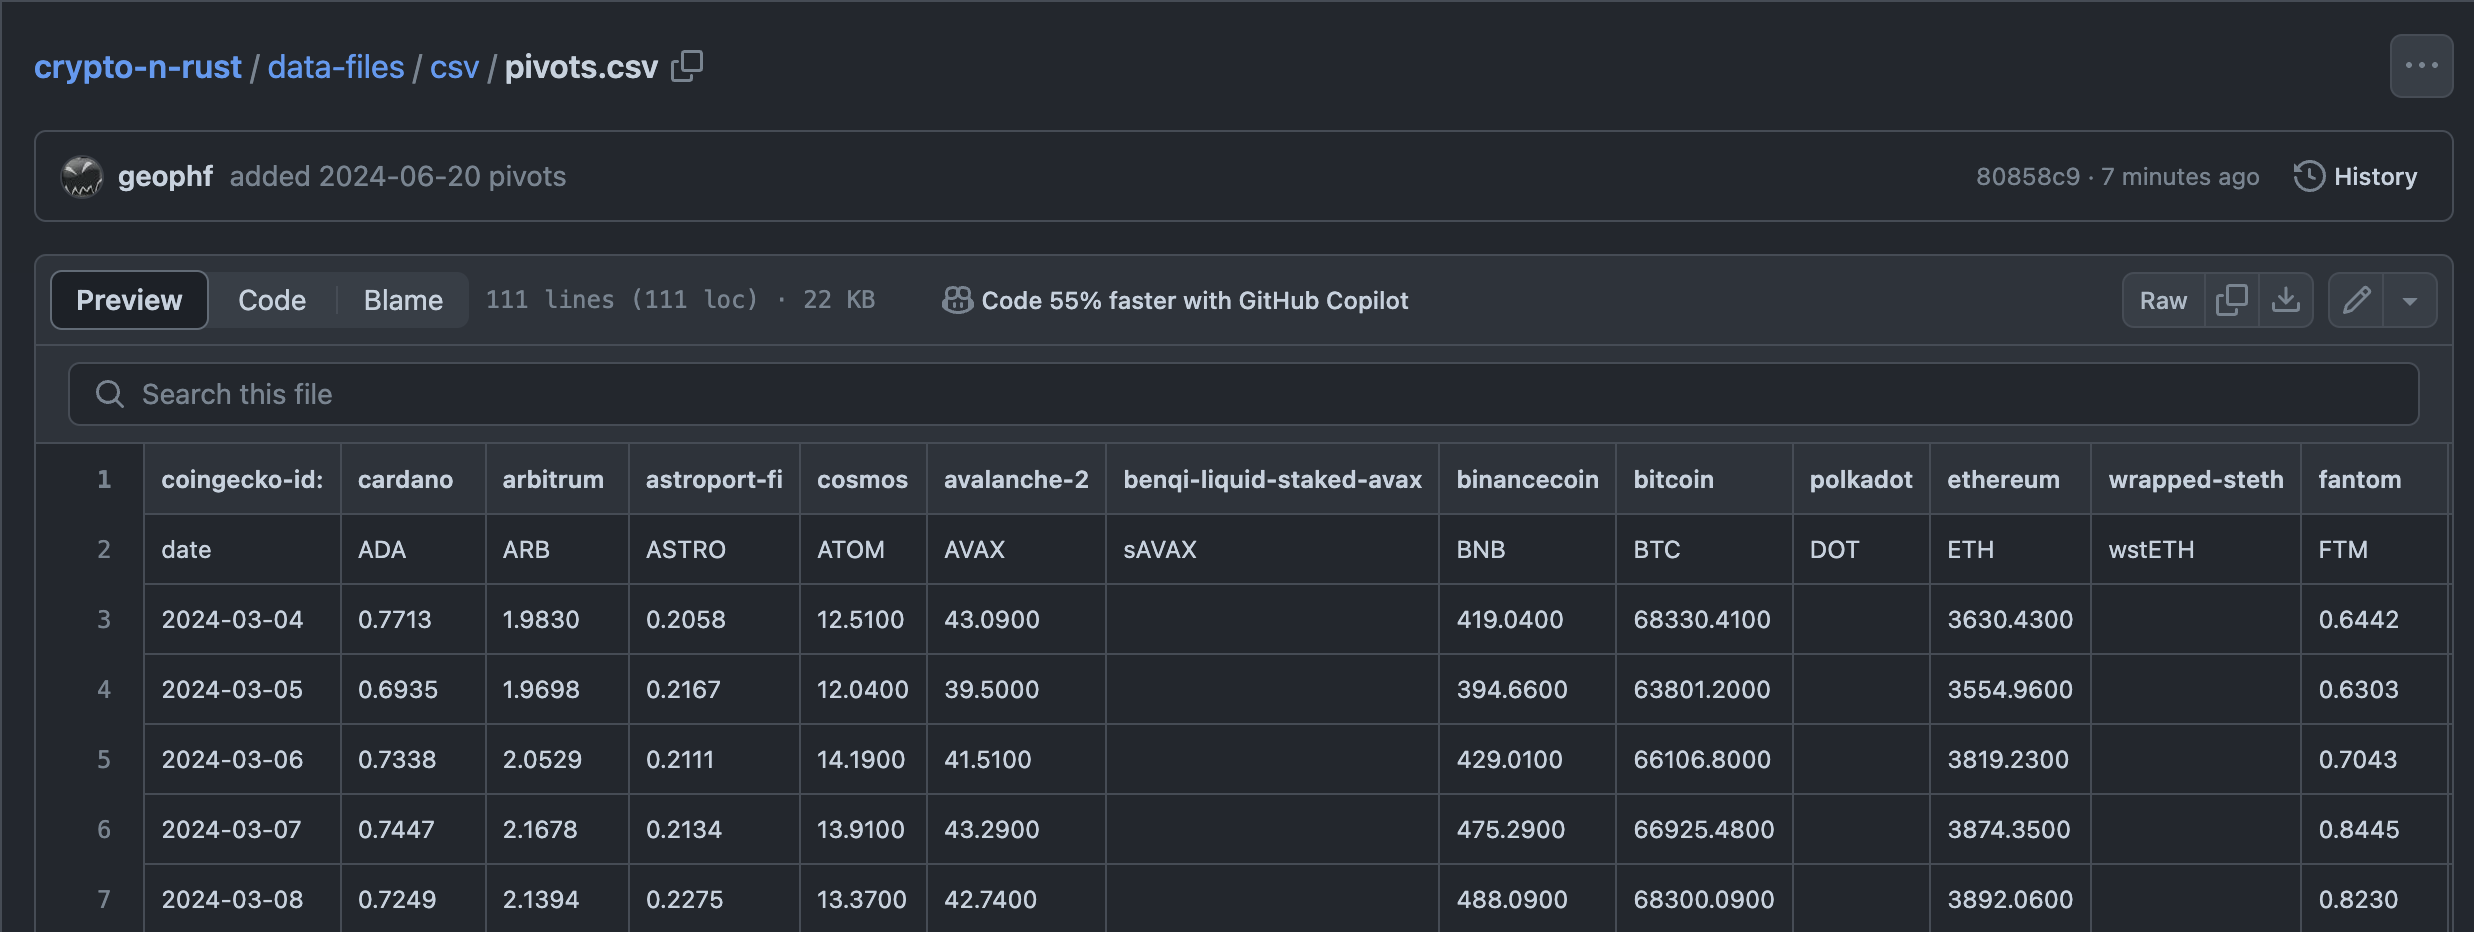 crypto-n-rust / data-files / csv / pivots.csv
geophf added 2024-06-20 pivots 80858c9 · 7 minutes ago History
Preview Code Blame 111 lines (111 loc) · 22 KB Code 55% faster with GitHub Copilot Raw
Search this file
1 coingecko-id: cardano arbitrum astroport-fi cosmos avalanche-2 benqi-liquid-staked-avax binancecoin bitcoin polkadot ethereum wrapped-steth fantom
2 date ADA ARB ASTRO ATOM AVAX sAVAX BNB BTC DOT ETH wstETH FTM
3 2024-03-04 0.7713 1.9830 0.2058 12.5100 43.0900 419.0400 68330.4100 3630.4300 0.6442
4 2024-03-05 0.6935 1.9698 0.2167 12.0400 39.5000 394.6600 63801.2000 3554.9600 0.6303
5 2024-03-06 0.7338 2.0529 0.2111 14.1900 41.5100 429.0100 66106.8000 3819.2300 0.7043
6 2024-03-07 0.7447 2.1678 0.2134 13.9100 43.2900 475.2900 66925.4800 3874.3500 0.8445
7 2024-03-08 0.7249 2.1394 0.2275 13.3700 42.7400 488.0900 68300.0900 3892.0600 0.8230